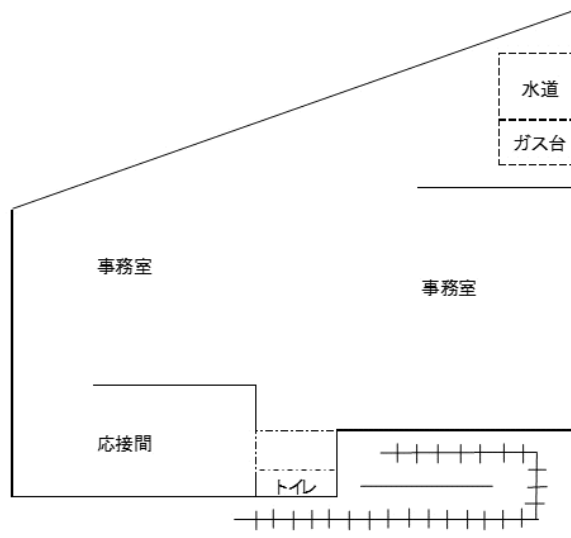 水道
ガス台
事務室
事務室
応接間
トイレ